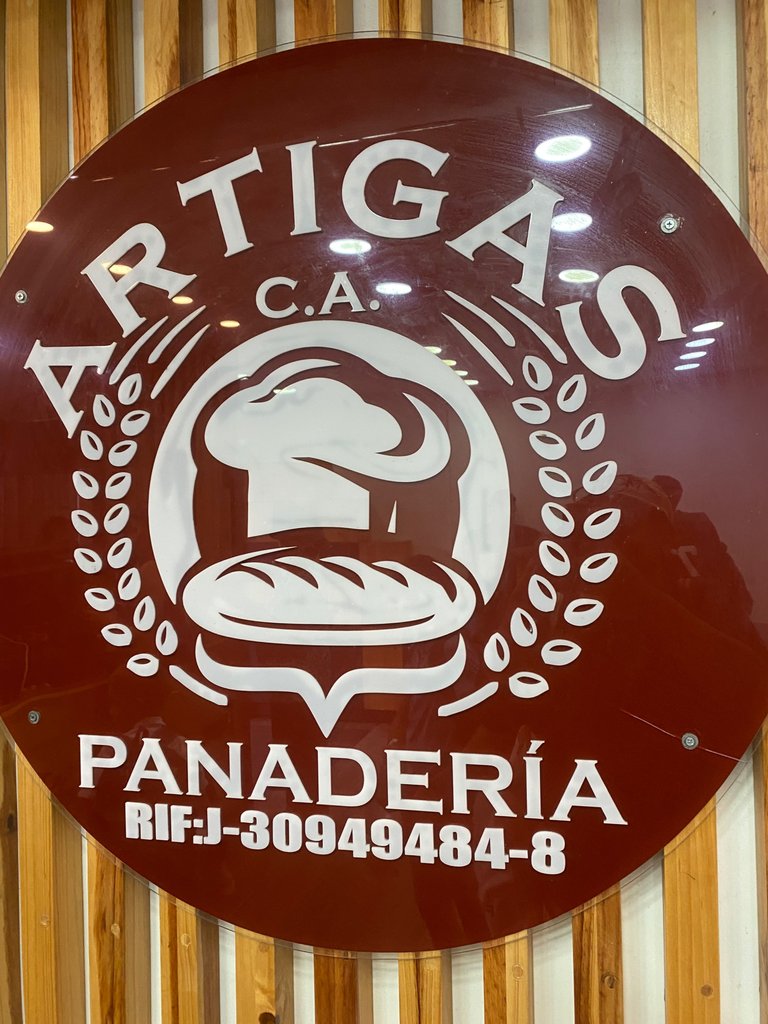 ARTIGAS
C.A.
PANADERÍA
RIF:J-30949484-8